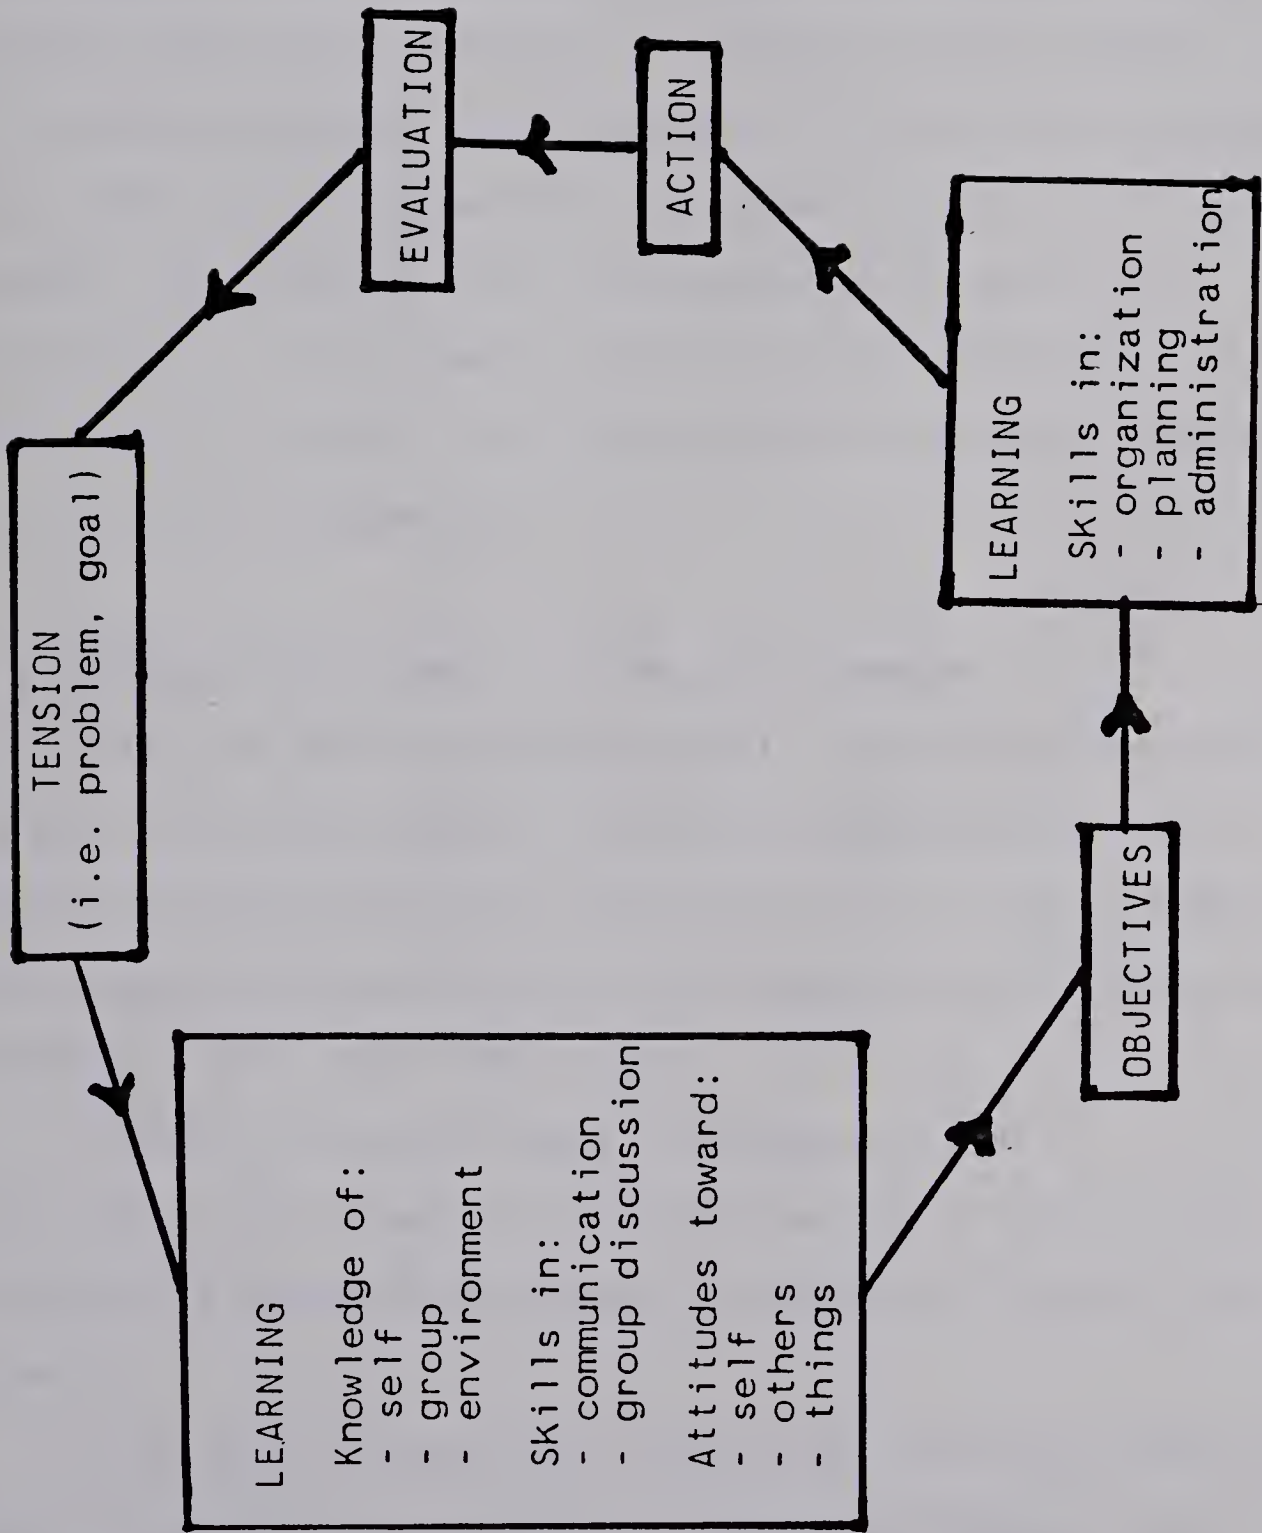 TENSION
(i.e. problem, goal)
LEARNING
Knowledge of:
- self
- group
- environment
Skills in:
- communication
- group discussion
Attitudes toward:
- self
- others
- things
OBJECTIVES
LEARNING
Skills in:
- organization
- planning
- administration
ACTION
EVALUATION